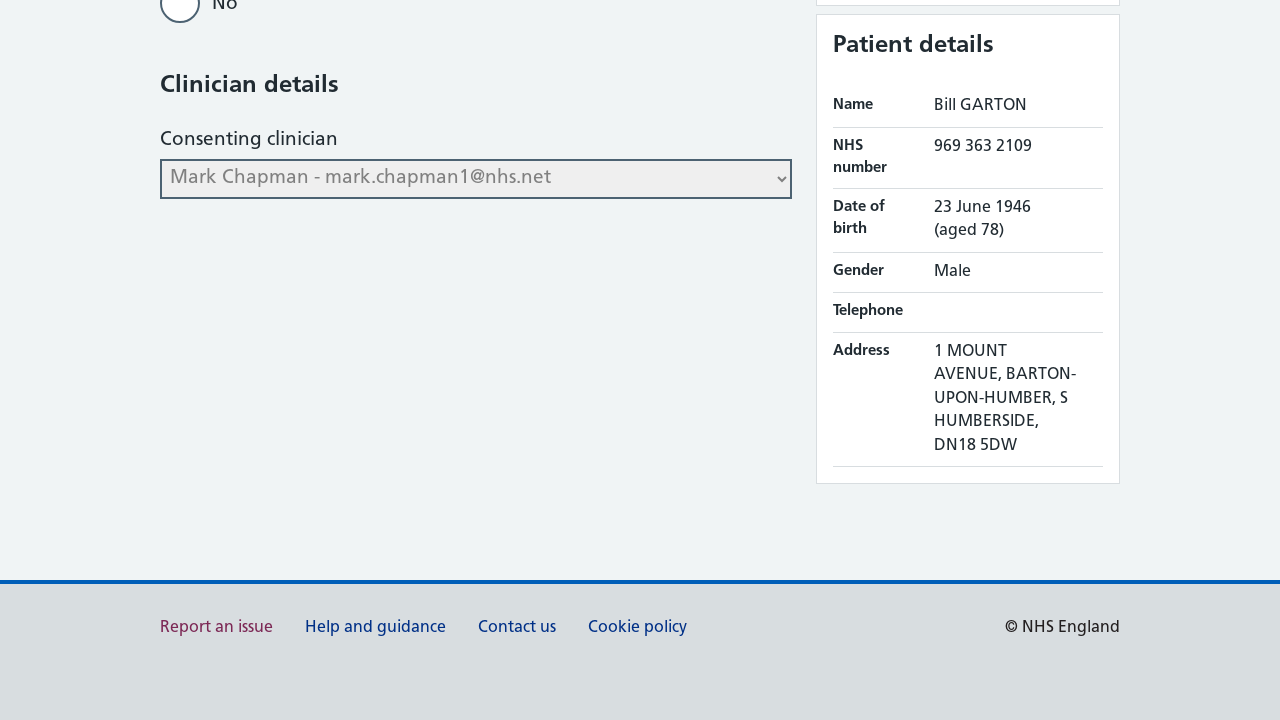 No
Clinician details
Consenting clinician
Mark Chapman - mark.chapman1@nhs.net
Patient details
Name Bill GARTON
NHS number 969 363 2109
Date of birth 23 June 1946 (aged 78)
Gender Male
Telephone
Address 1 MOUNT
AVENUE, BARTON-
UPON-HUMBER, S
HUMBERSIDE,
DN18 5DW
Report an issue Help and guidance Contact us Cookie policy © NHS England